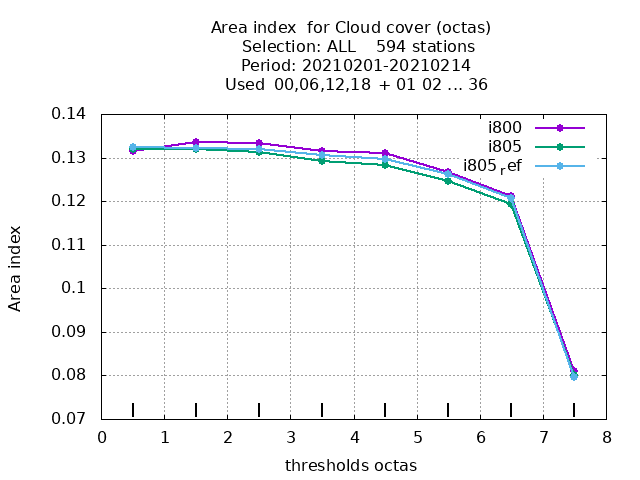 Area index  for Cloud cover (octas)
Selection: ALL    594 stations
Period: 20210201-20210214
Used  00,06,12,18 + 01 02 ... 36
0.14
0.13
0.12
0.11
0.1
0.09
0.08
0.07
Area index
i800
i805
i805ref
0 1 2 3 4 5 6 7 8
thresholds octas